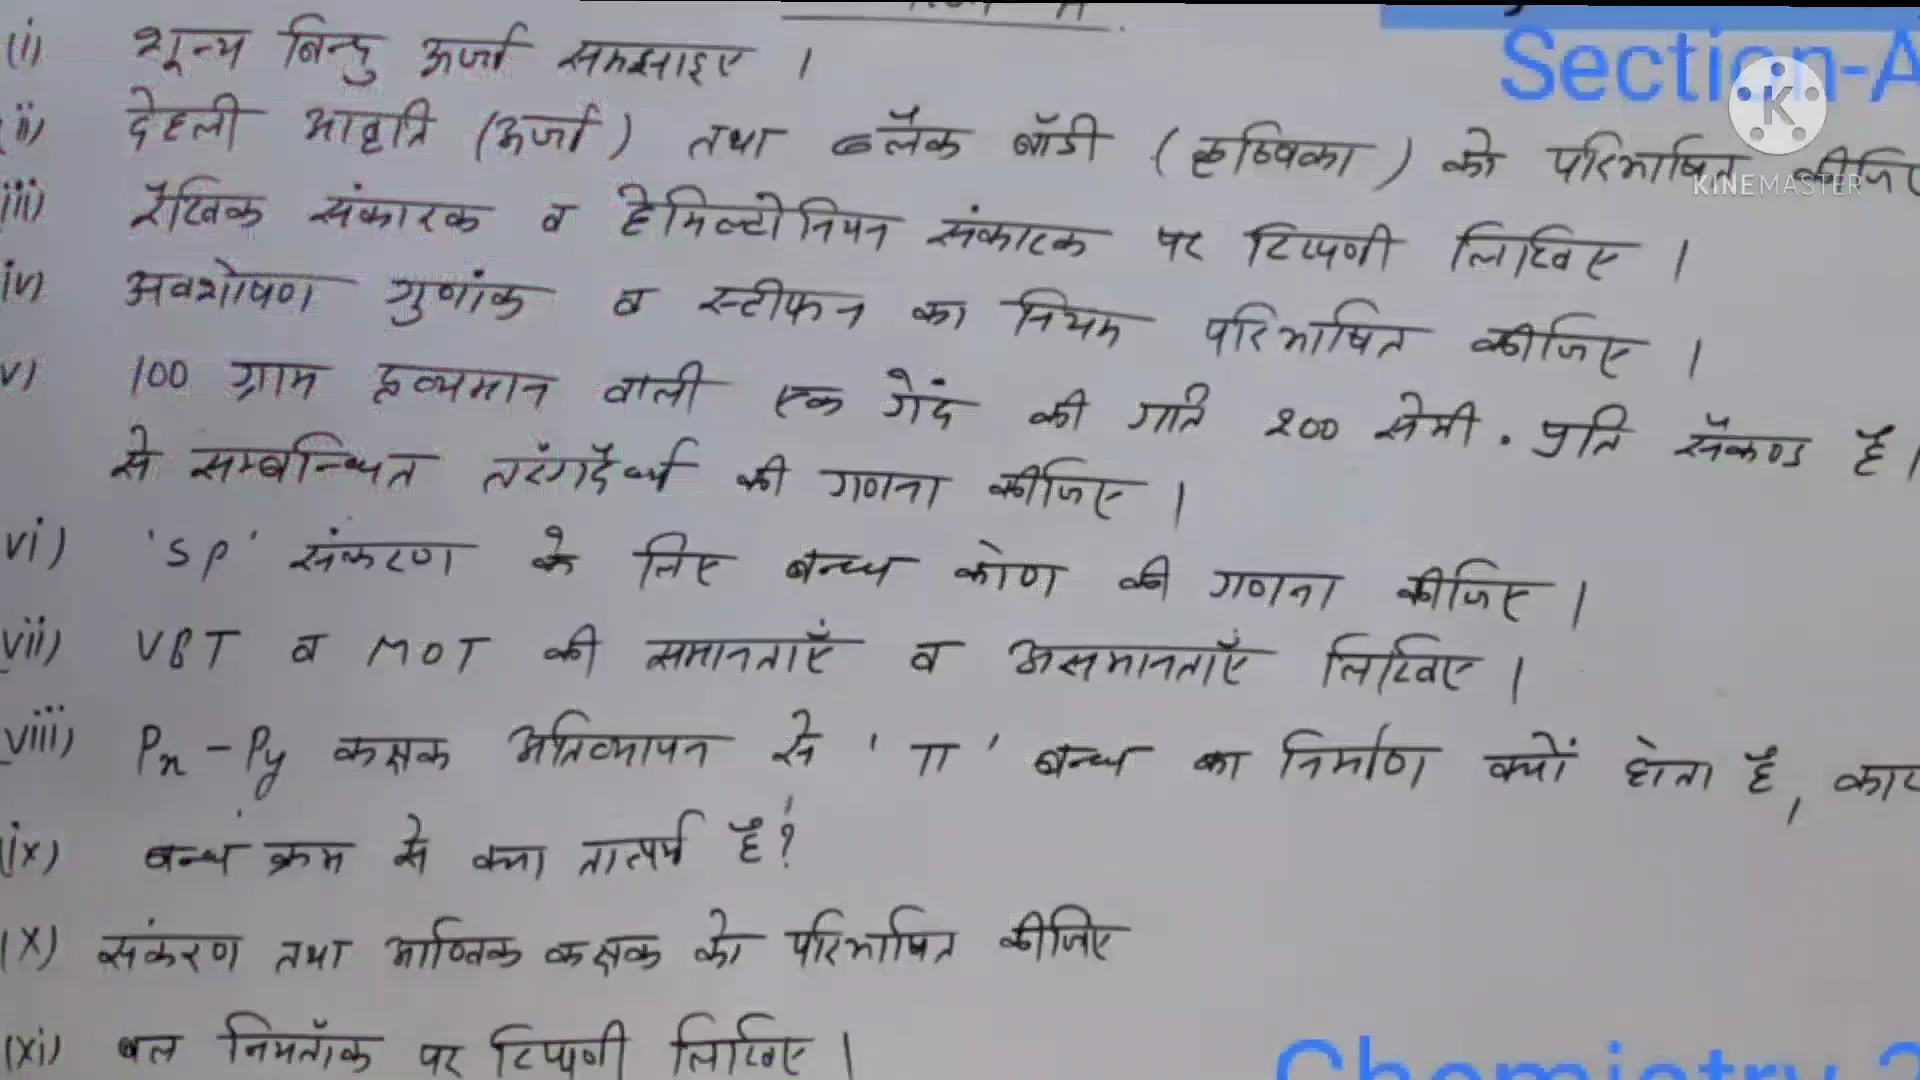 Section-A
(i) शून्य बिन्दु ऊर्जा समझाइए ।
(ii) देहली आवृत्ति (ऊर्जा) तथा ब्लैक बॉडी (कृष्णिका) को परिभाषित कीजिए
KINEMASTER
(iii) रैखिक संकारक व हेमिल्टोनियन संकारक पर टिप्पणी लिखिए ।
iv) अवशोषण गुणांक व स्टीफन का नियम परिभाषित कीजिए ।
v) 100 ग्राम द्रव्यमान वाली एक गेंद की गति 200 सेमी. प्रति सैकण्ड है ।
से सम्बन्धित तरंगदैर्ध्य की गणना कीजिए ।
vi) 'sp' संकरण के लिए बन्ध कोण की गणना कीजिए ।
vii) VBT व MOT की समानताएँ व असमानताएँ लिखिए ।
viii) Px - Py कक्षक अतिव्यापन से 'π' बन्ध का निर्माण क्यों होता है,
(ix) बन्ध क्रम से क्या तात्पर्य है?
(x) संकरण तथा आण्विक कक्षक को परिभाषित कीजिए
(xi) बल नियतांक पर टिप्पणी लिखिए ।
Chemistry